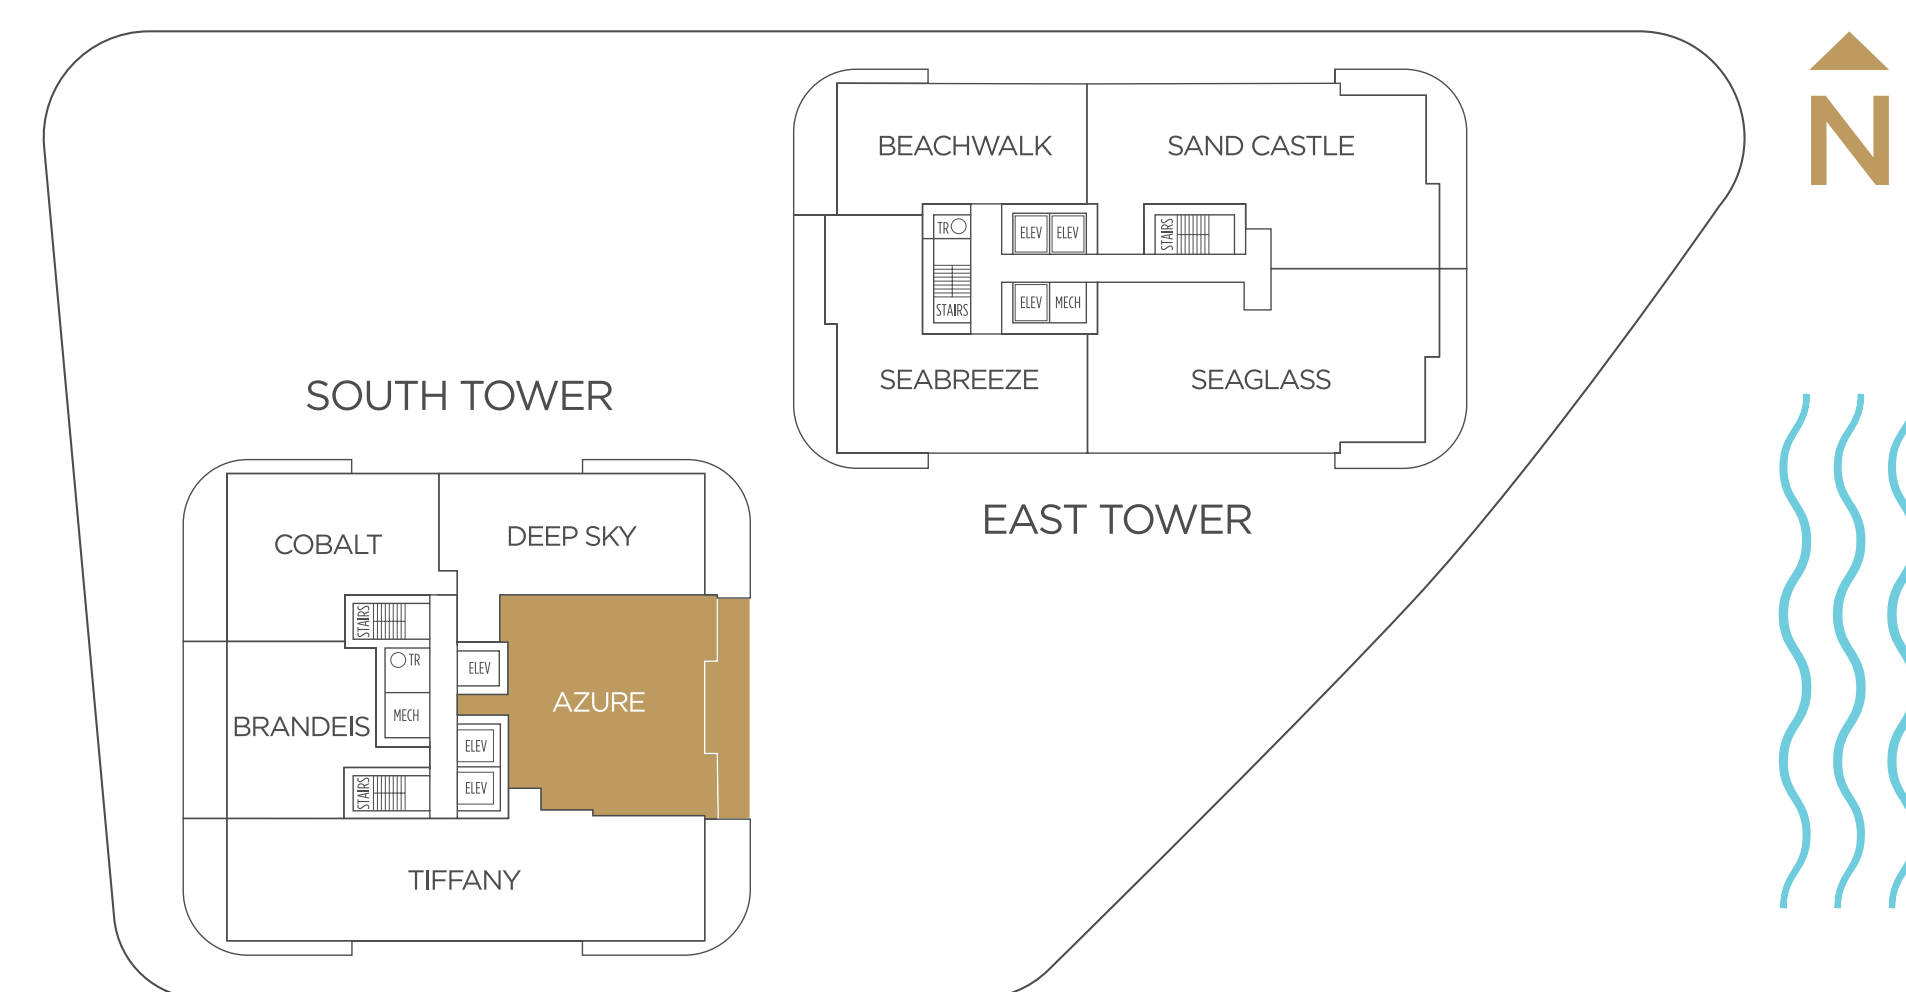 N
BEACHWALK
SAND CASTLE
TR
ELEV
ELEV
STAIRS
STAIRS
ELEV
MECH
SEABREEZE
SEAGLASS
EAST TOWER
SOUTH TOWER
COBALT
DEEP SKY
STAIRS
TR
ELEV
MECH
AZURE
BRANDEIS
ELEV
ELEV
STAIRS
TIFFANY